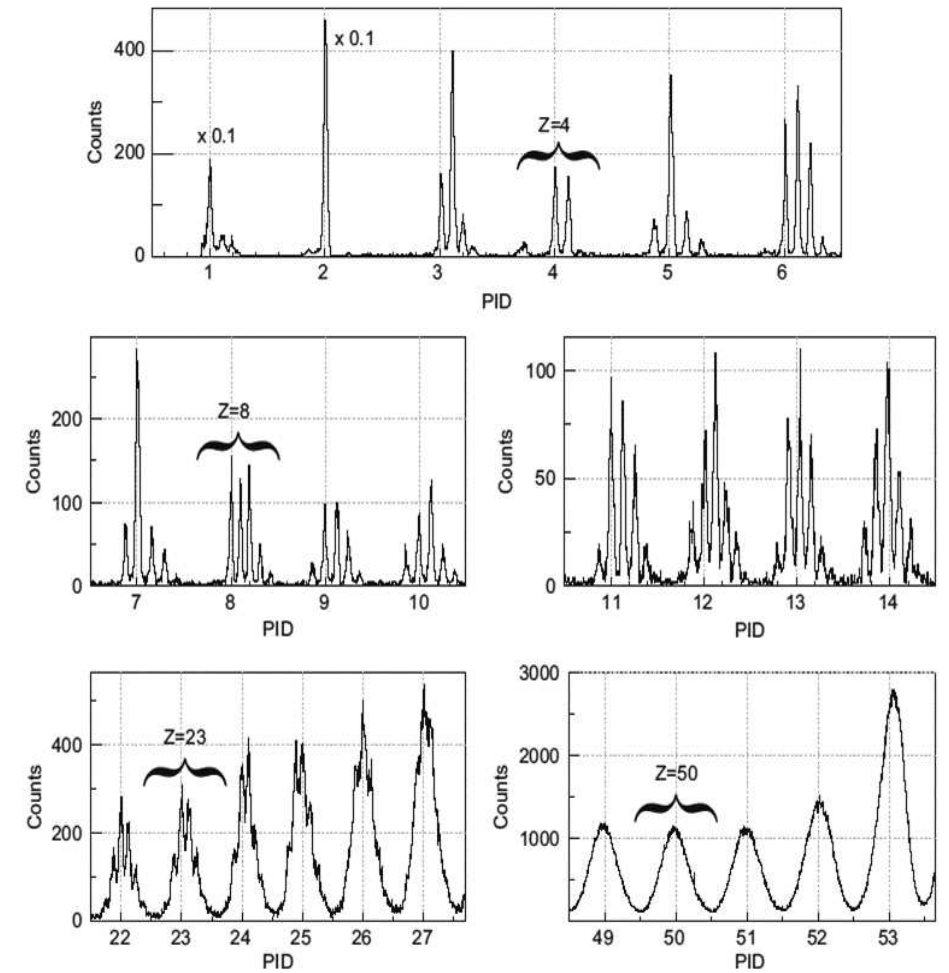 x 0.1
400
x 0.1
Counts
Z=4
200
0
1 2 3 4 5 6
PID
200
Z=8
Counts
100
0
7 8 9 10
PID
100
Counts
50
0
11 12 13 14
PID
400
Z=23
Counts
200
0
22 23 24 25 26 27
PID
3000
2000
Z=50
Counts
1000
49 50 51 52 53
PID